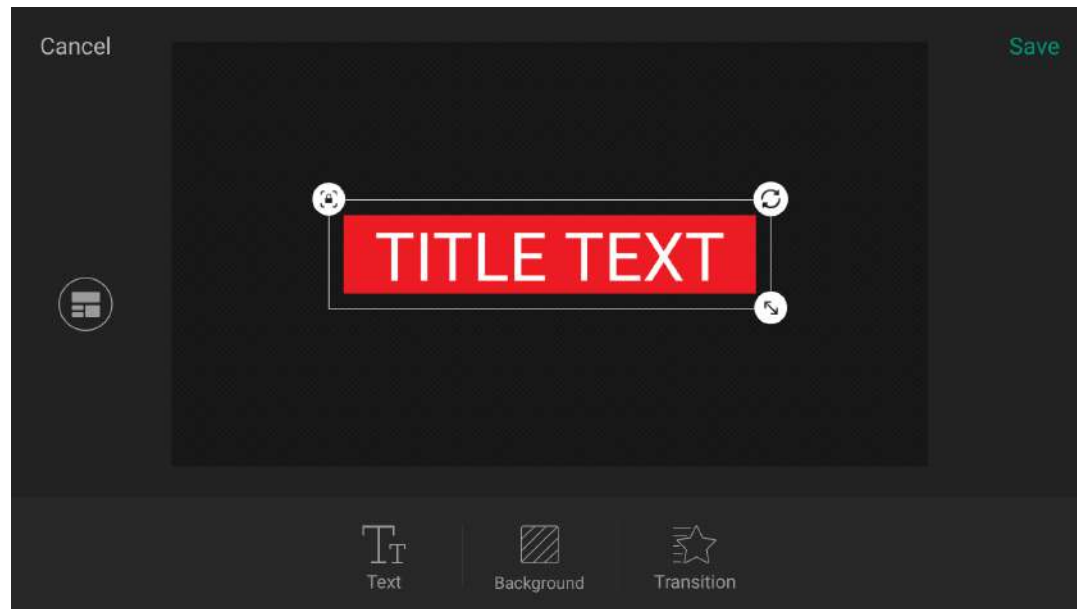 Cancel
Save
TITLE TEXT
Text
Background
Transition